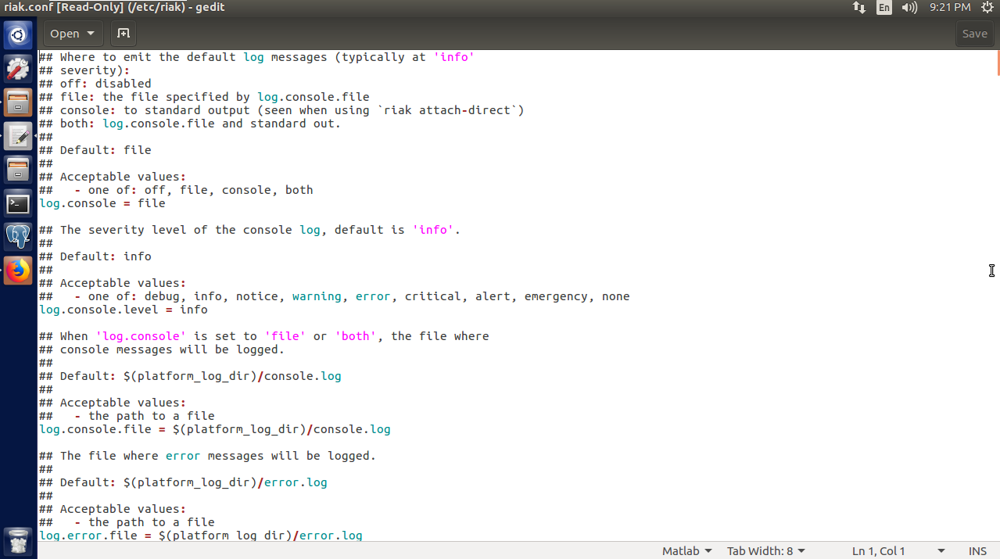 riak.conf [Read-Only] (/etc/riak) - gedit
En
9:21 PM
Open
Save
## Where to emit the default log messages (typically at 'info'
## severity):
## off: disabled
## file: the file specified by log.console.file
## console: to standard output (seen when using `riak attach-direct`)
## both: log.console.file and standard out.
##
## Default: file
##
## Acceptable values:
##   - one of: off, file, console, both
log.console = file
## The severity level of the console log, default is 'info'.
##
## Default: info
##
## Acceptable values:
##   - one of: debug, info, notice, warning, error, critical, alert, emergency, none
log.console.level = info
## When 'log.console' is set to 'file' or 'both', the file where
## console messages will be logged.
##
## Default: $(platform_log_dir)/console.log
##
## Acceptable values:
##   - the path to a file
log.console.file = $(platform_log_dir)/console.log
## The file where error messages will be logged.
##
## Default: $(platform_log_dir)/error.log
##
## Acceptable values:
##   - the path to a file
log.error.file = $(platform_log_dir)/error.log
Matlab
Tab Width: 8
Ln 1, Col 1
INS